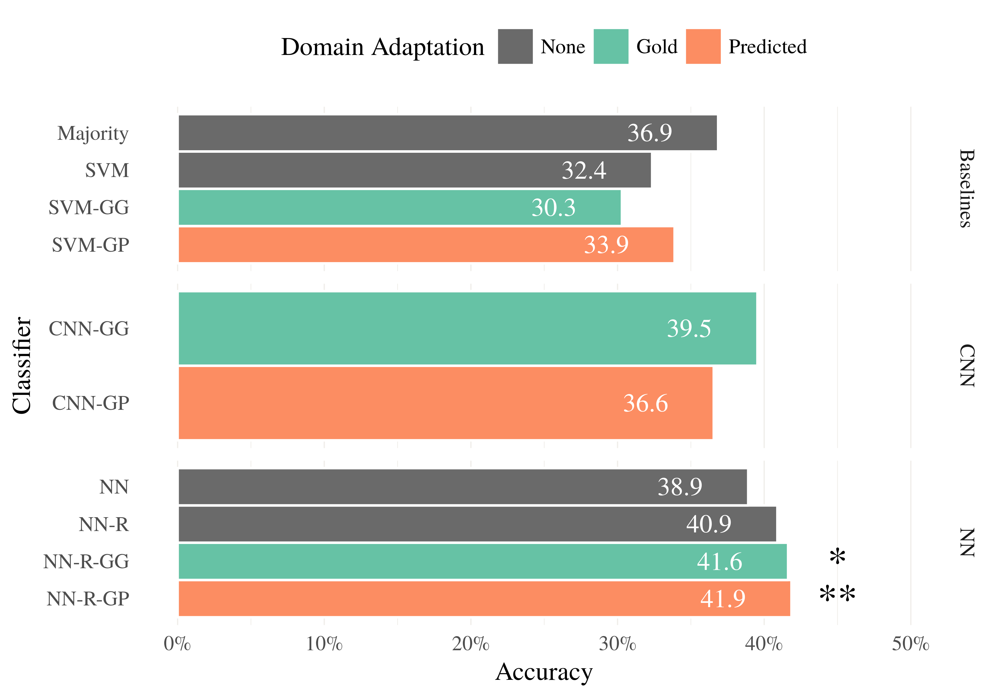 Domain Adaptation None Gold Predicted
Majority 36.9
SVM 32.4
SVM-GG 30.3
SVM-GP 33.9
Baselines
CNN-GG 39.5
CNN-GP 36.6
CNN
Classifier
NN 38.9
NN-R 40.9
NN-R-GG 41.6 *
NN-R-GP 41.9 **
NN
0% 10% 20% 30% 40% 50%
Accuracy